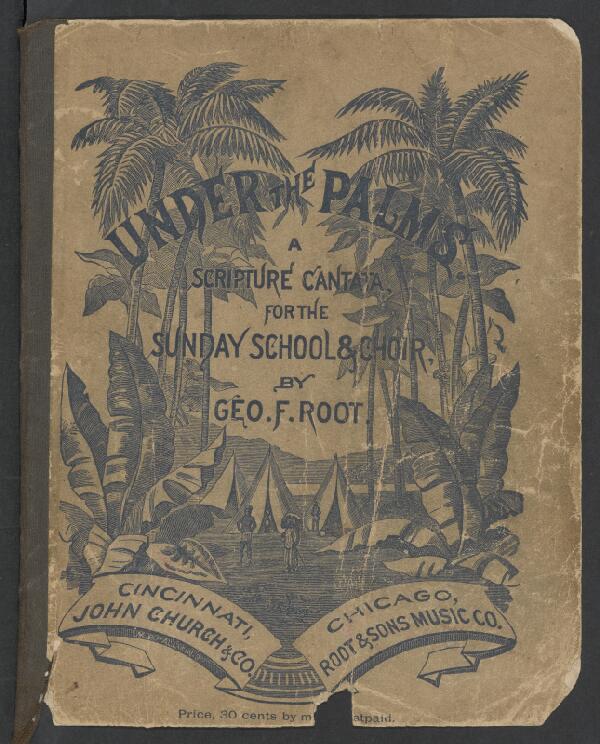 UNDER THE PALMS.
A
SCRIPTURE CANTATA,
FOR THE
SUNDAY SCHOOL & CHOIR,
BY
GEO. F. ROOT.
CINCINNATI,
JOHN CHURCH & CO.
CHICAGO,
ROOT & SONS MUSIC CO.
Price, 30 cents by m atpaid.